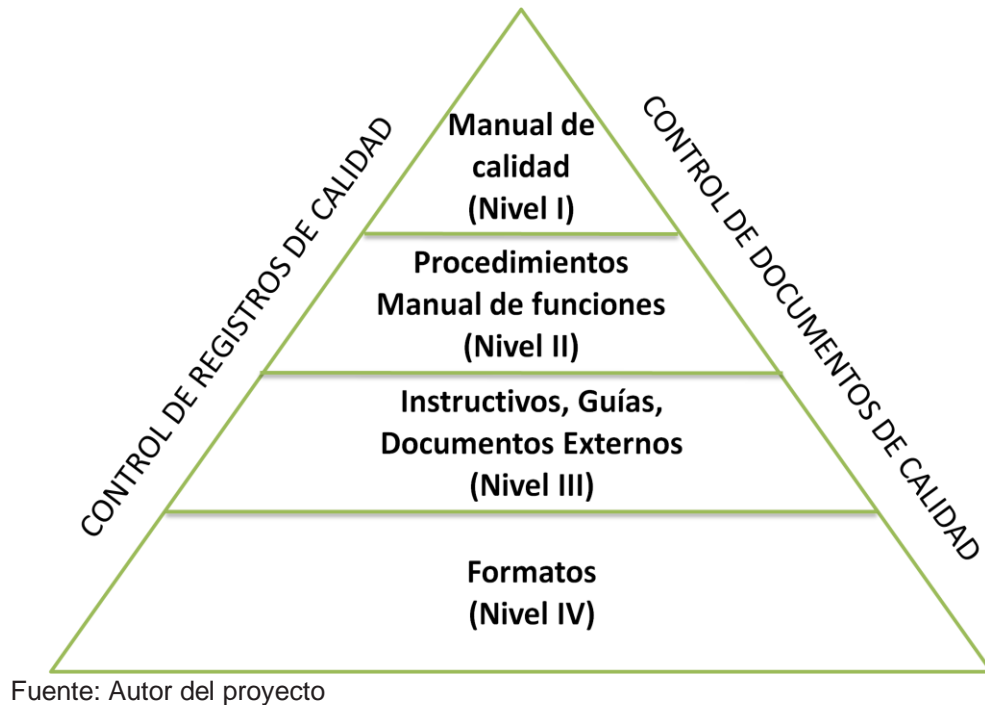 CONTROL DE REGISTROS DE CALIDAD
CONTROL DE DOCUMENTOS DE CALIDAD
Manual de
calidad
(Nivel I)
Procedimientos
Manual de funciones
(Nivel II)
Instructivos, Guías,
Documentos Externos
(Nivel III)
Formatos
(Nivel IV)
Fuente: Autor del proyecto